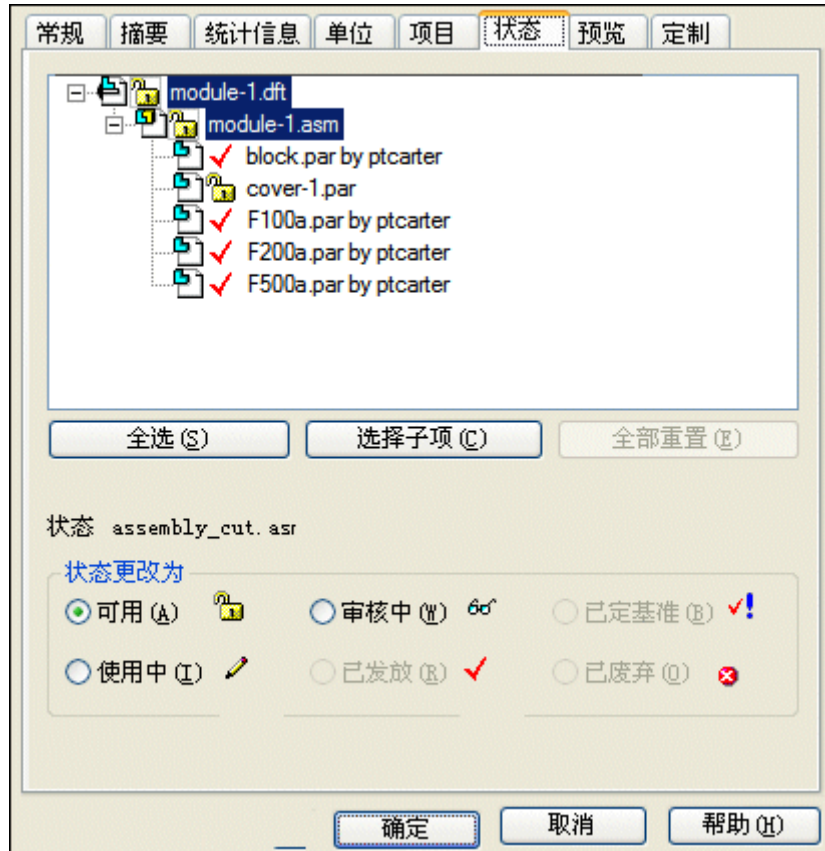 常规 摘要 统计信息 单位 项目 状态 预览 定制
module-1.dft
module-1.asm
block.par by ptcarter
cover-1.par
F100a.par by ptcarter
F200a.par by ptcarter
F500a.par by ptcarter
全选(S) 选择子项(C) 全部重置(E)
状态 assembly_cut.asr
状态更改为
可用(A) 审核中(W) 已定基准(B)
使用中(I) 已发放(R) 已废弃(O)
确定 取消 帮助(H)